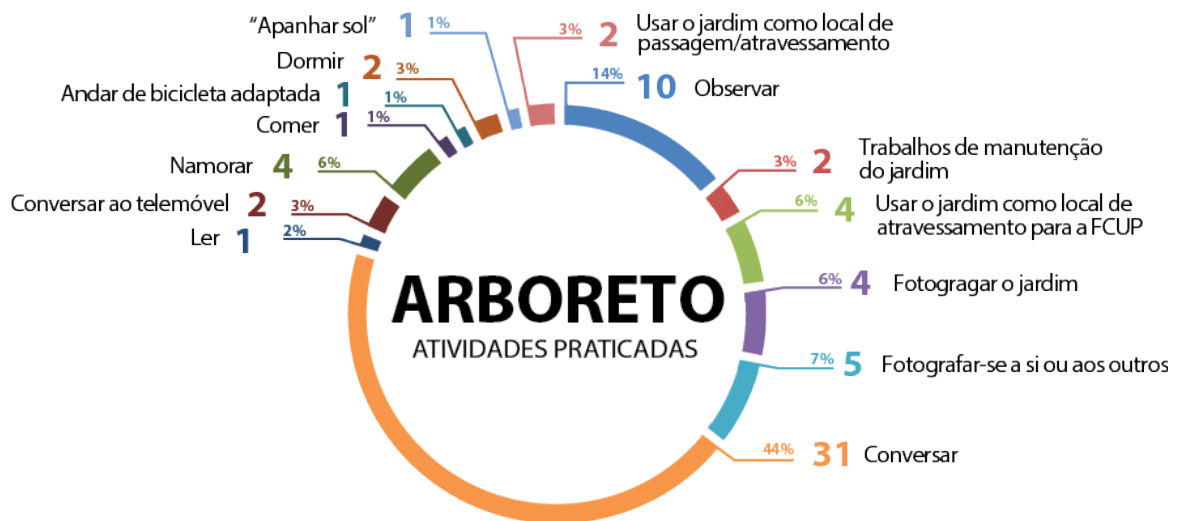 “Apanhar sol” 1 1%
3% 2 Usar o jardim como local de
passagem/atravessamento
Dormir 2 3%
14% 10 Observar
Andar de bicicleta adaptada 1 1%
Comer 1 1%
3% 2 Trabalhos de manutenção
do jardim
Namorar 4 6%
6% 4 Usar o jardim como local de
atravessamento para a FCUP
Conversar ao telemóvel 2 3%
Ler 1 2%
6% 4 Fotogragar o jardim
ARBORETO
ATIVIDADES PRATICADAS
7% 5 Fotografar-se a si ou aos outros
44% 31 Conversar